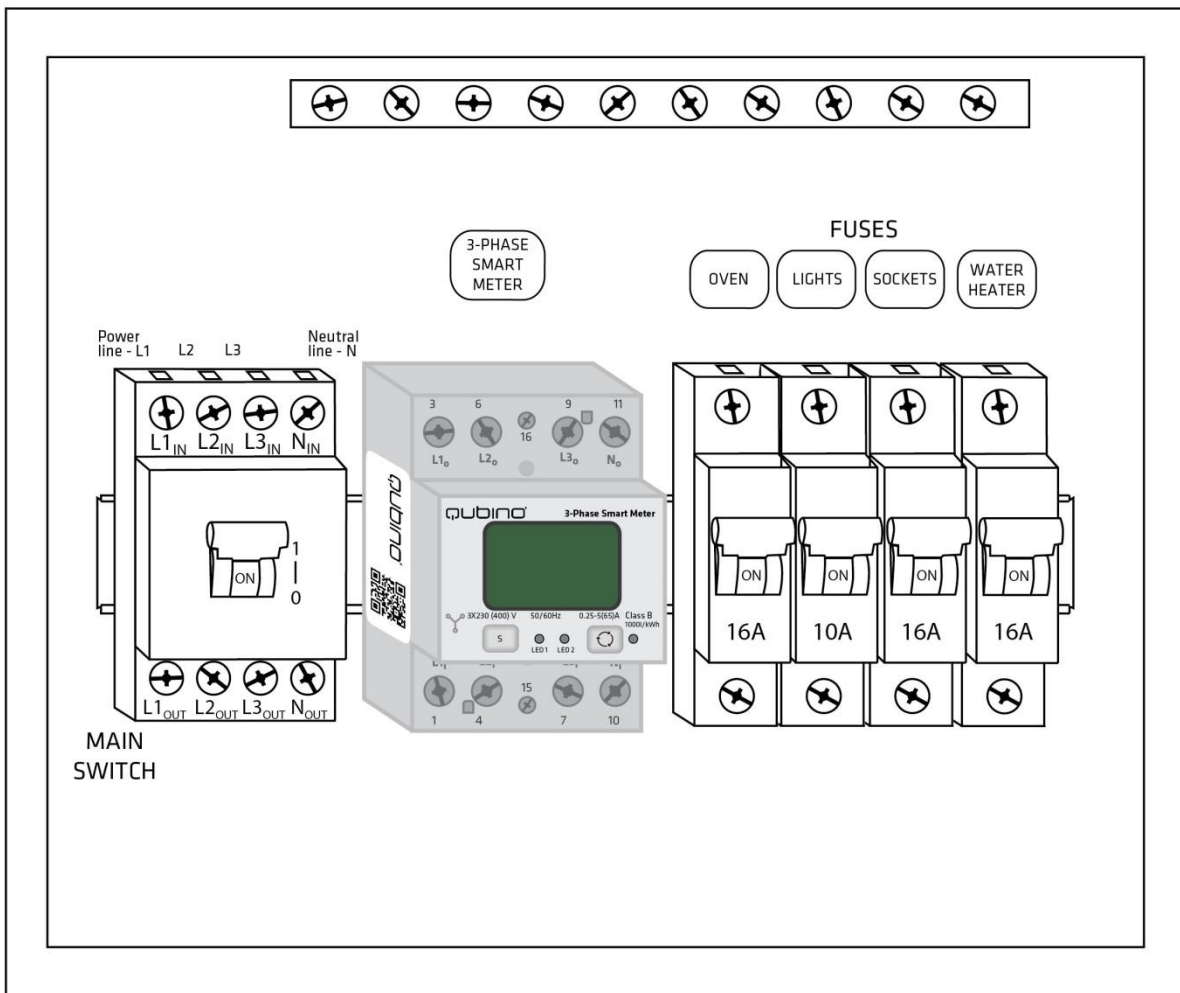 FUSES
3-PHASE
SMART
METER
OVEN
LIGHTS
SOCKETS
WATER
HEATER
Power
line - L1
L2
L3
Neutral
line - N
L1IN
L2IN
L3IN
NIN
1
0
ON
L1OUT
L2OUT
L3OUT
NOUT
MAIN
SWITCH
3
6
9
11
16
L1o
L2o
L3o
No
Qubino
Qubino
3-Phase Smart Meter
3X230 (400) V
50/60Hz
0.25-5(65)A
Class B
1000I/kWh
S
LED 1
LED 2
15
1
4
7
10
ON
ON
ON
ON
16A
10A
16A
16A